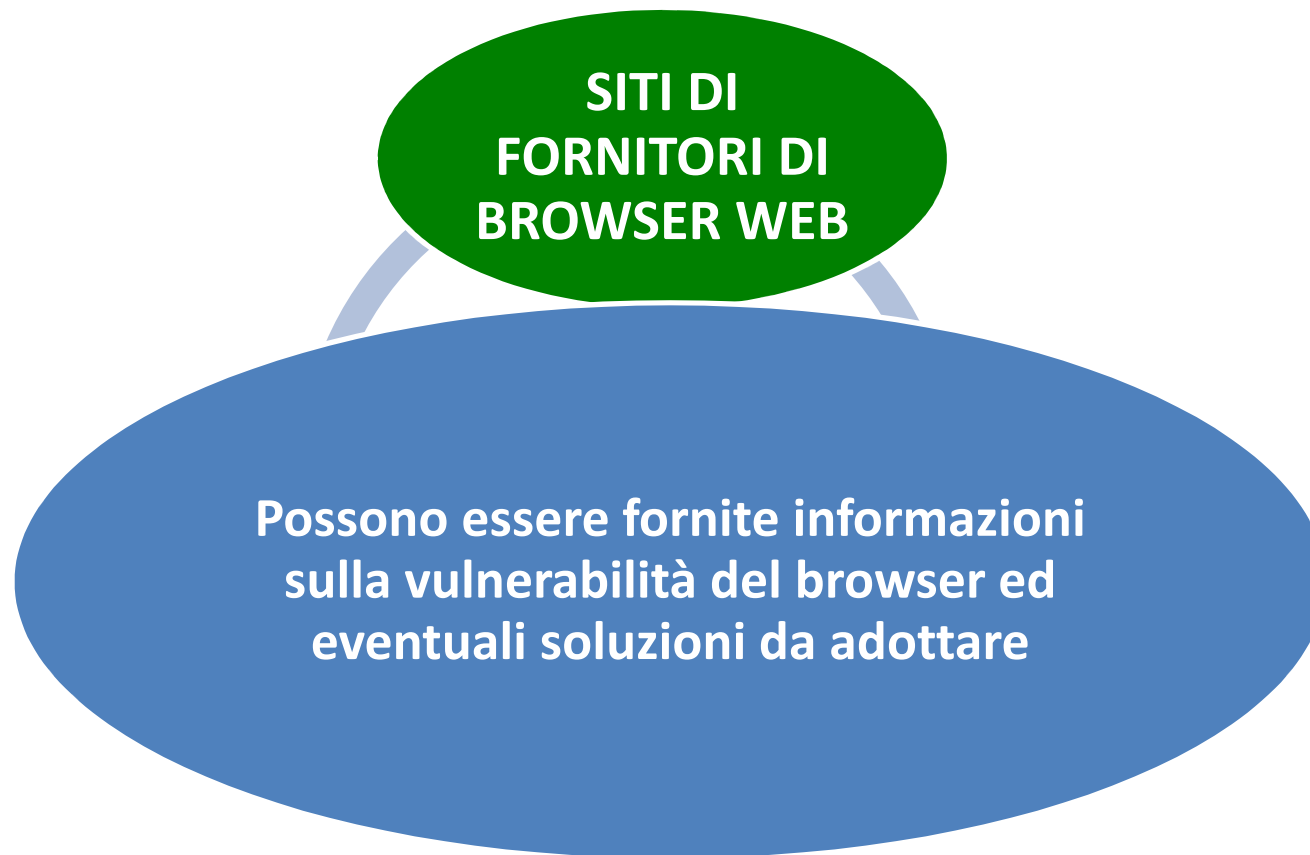 SITI DI
FORNITORI DI
BROWSER WEB
Possono essere fornite informazioni
sulla vulnerabilità del browser ed
eventuali soluzioni da adottare